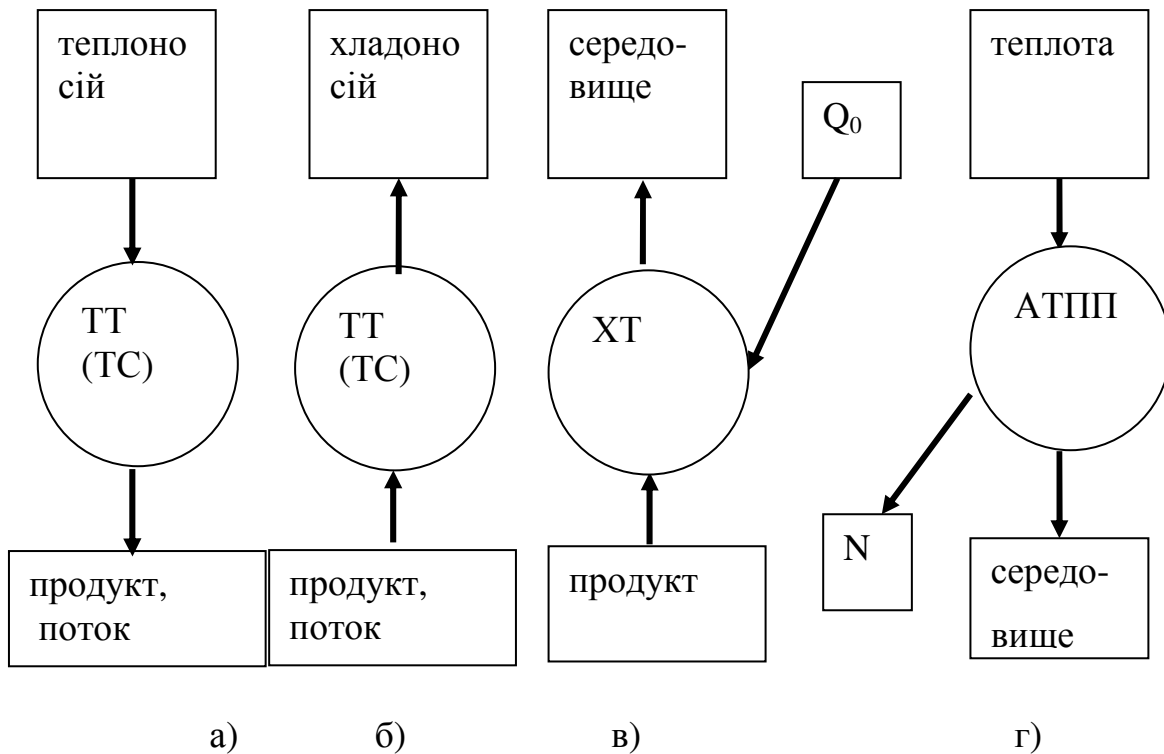 теплоно
сій
ТТ
(ТС)
продукт,
поток
а)
хладоно
сій
ТТ
(ТС)
продукт,
поток
б)
середо-
вище
Q₀
ХТ
продукт
в)
теплота
АТПП
N
середо-
вище
г)